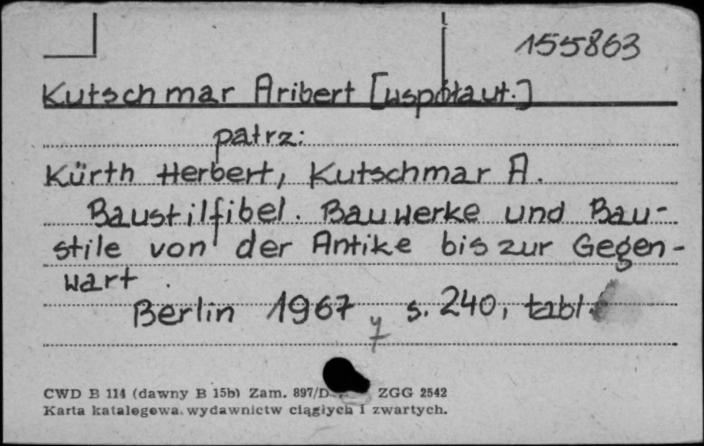 155863
Kutschmar Aribert [współaut.]
patrz:
Kürth Herbert, Kutschmar A.
Baustilfibel. Bauwerke und Bau-
stile von der Antike bis zur Gegen-
wart.
Berlin 1967 s. 240, tabl.
CWD B 114 (dawny B 15b) Zam. 897/D ZGG 2542
Karta katalogowa wydawnictw ciągłych i zwartych.